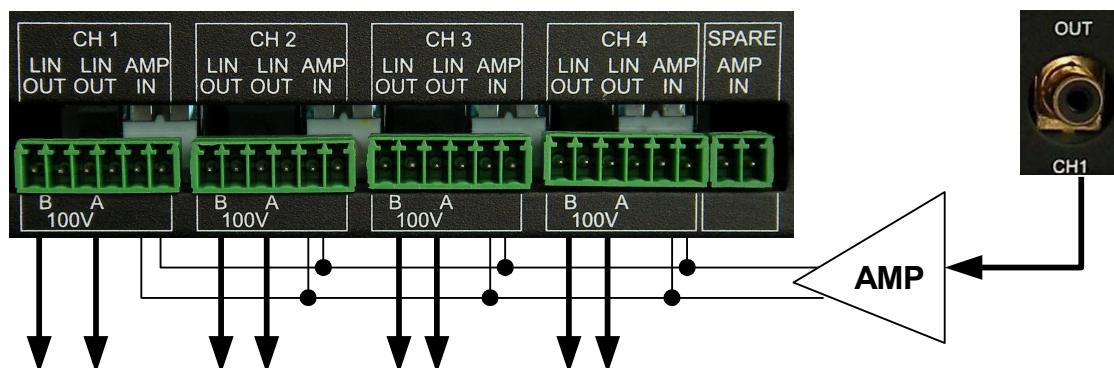 CH 1 CH 2 CH 3 CH 4 SPARE
LIN LIN AMP LIN LIN AMP LIN LIN AMP LIN LIN AMP AMP
OUT OUT IN OUT OUT IN OUT OUT IN OUT OUT IN IN
B A B A B A B A
100V 100V 100V 100V
OUT
CH1
AMP